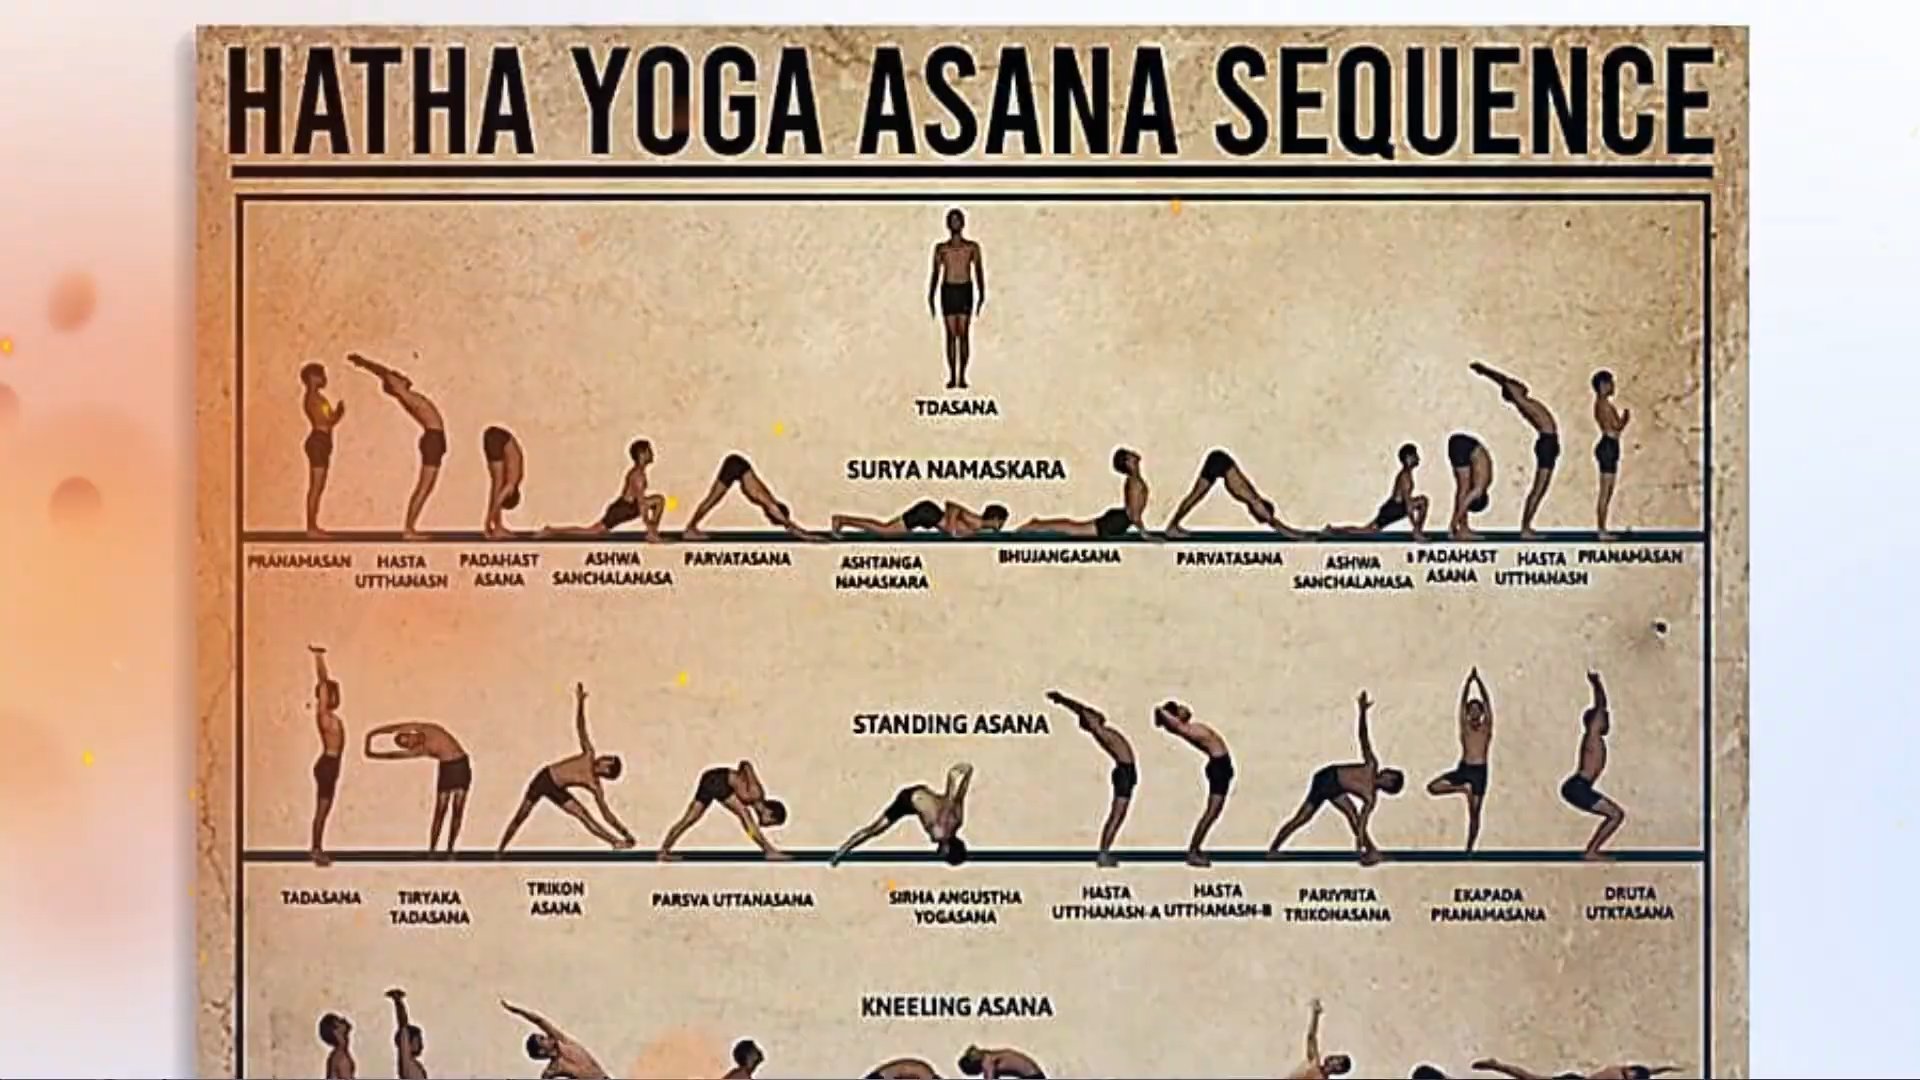 HATHA YOGA ASANA SEQUENCE
TDASANA
SURYA NAMASKARA
PRANAMASAN
HASTA
UTTHANASN
PADAHAST
ASANA
ASHWA
SANCHALANASA
PARVATASANA
ASHTANGA
NAMASKARA
BHUJANGASANA
PARVATASANA
ASHWA
SANCHALANASA
PADAHAST
ASANA
HASTA
UTTHANASN
PRANAMASAN
STANDING ASANA
TADASANA
TIRYAKA
TADASANA
TRIKON
ASANA
PARSVA UTTANASANA
SIRHA ANGUSTHA
YOGASANA
HASTA
UTTHANASN-A
HASTA
UTTHANASN-B
PARIVRITA
TRIKONASANA
EKAPADA
PRANAMASANA
DRUTA
UTKTASANA
KNEELING ASANA